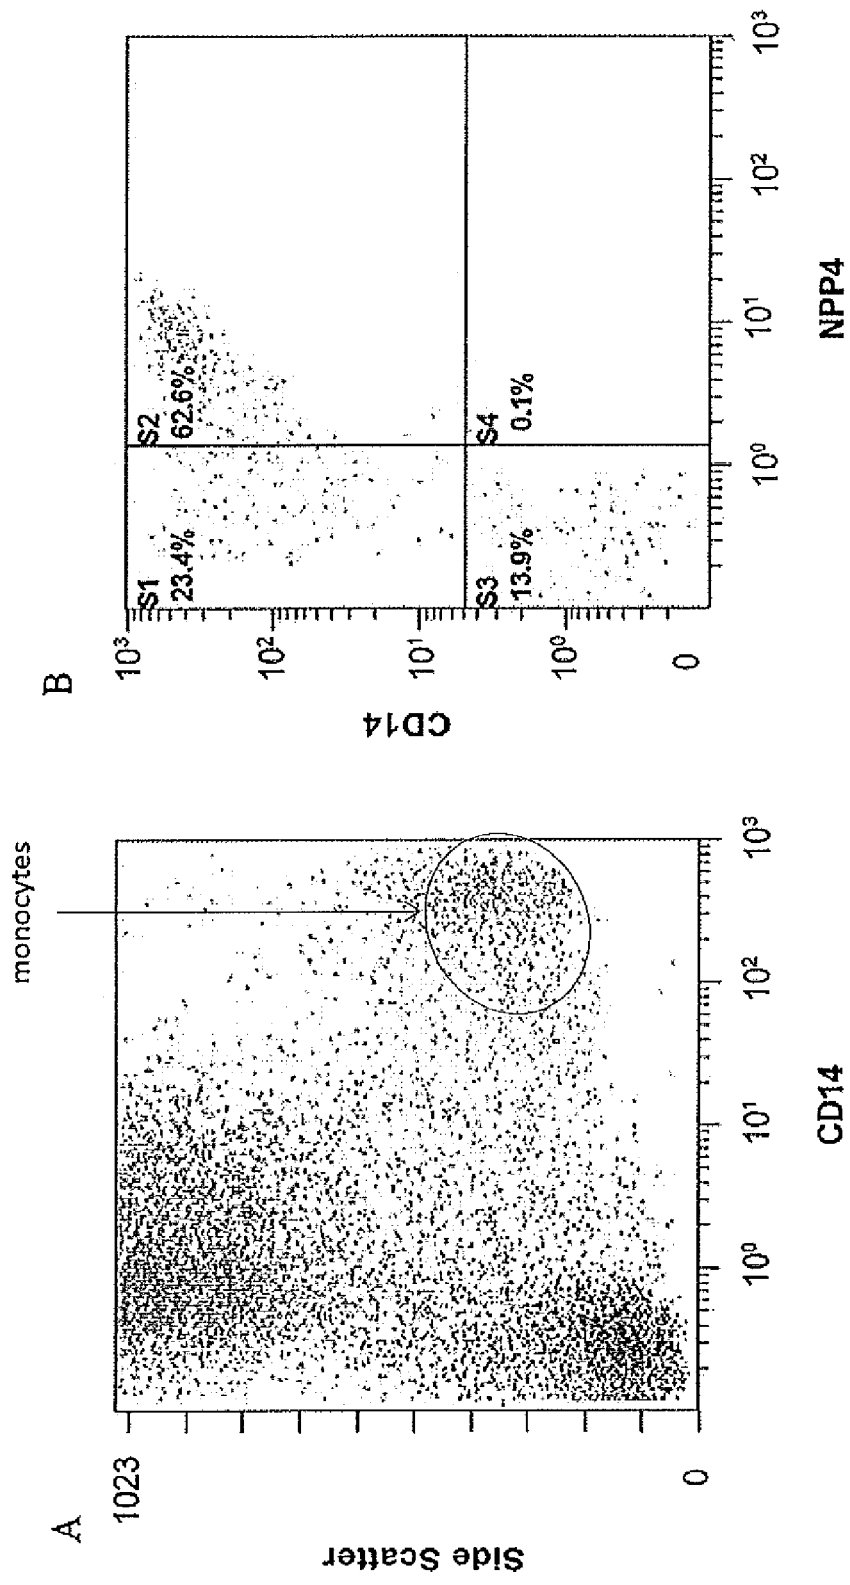 A
monocytes
1023
0
Side Scatter
10⁰
10¹
10²
10³
CD14
B
10³
10²
10¹
10⁰
0
CD14
S1
23.4%
S2
62.6%
S3
13.9%
S4
0.1%
10⁰
10¹
10²
10³
NPP4